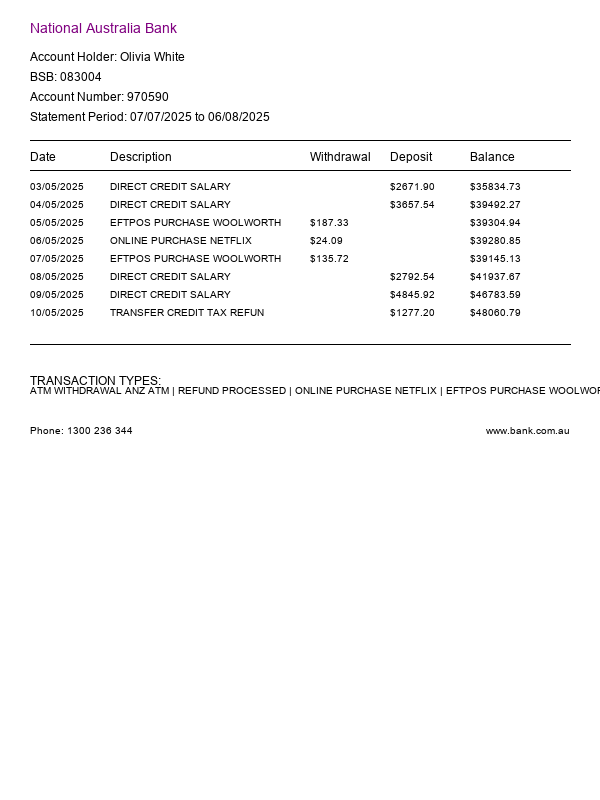 National Australia Bank
Account Holder: Olivia White
BSB: 083004
Account Number: 970590
Statement Period: 07/07/2025 to 06/08/2025
Date Description Withdrawal Deposit Balance
03/05/2025 DIRECT CREDIT SALARY $2671.90 $35834.73
04/05/2025 DIRECT CREDIT SALARY $3657.54 $39492.27
05/05/2025 EFTPOS PURCHASE WOOLWORTH $187.33 $39304.94
06/05/2025 ONLINE PURCHASE NETFLIX $24.09 $39280.85
07/05/2025 EFTPOS PURCHASE WOOLWORTH $135.72 $39145.13
08/05/2025 DIRECT CREDIT SALARY $2792.54 $41937.67
09/05/2025 DIRECT CREDIT SALARY $4845.92 $46783.59
10/05/2025 TRANSFER CREDIT TAX REFUN $1277.20 $48060.79
TRANSACTION TYPES:
ATM WITHDRAWAL ANZ ATM | REFUND PROCESSED | ONLINE PURCHASE NETFLIX | EFTPOS PURCHASE WOOLWOR
Phone: 1300 236 344 www.bank.com.au